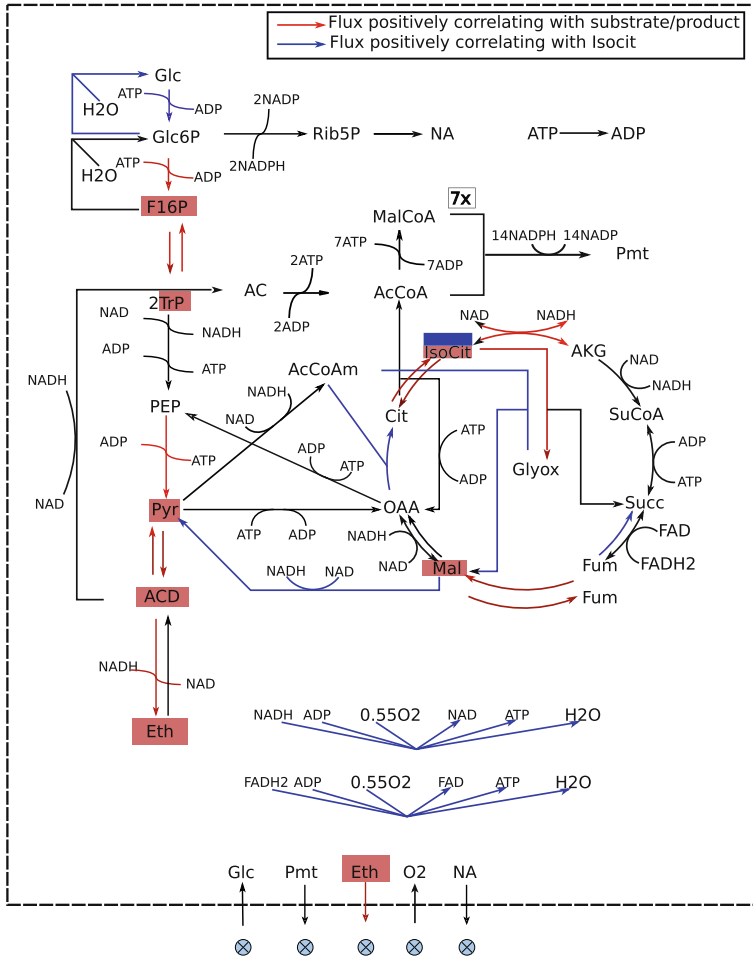 Flux positively correlating with substrate/product
Flux positively correlating with Isocit
Glc
ATP
H2O
ADP
2NADP
Glc6P
Rib5P
NA
ATP
ADP
ATP
2NADPH
H2O
ADP
F16P
7x
MalCoA
7ATP
14NADPH
14NADP
Pmt
2ATP
7ADP
AC
AcCoA
2TrP
NAD
2ADP
NAD
NADH
NADH
ADP
IsoCit
AKG
ATP
AcCoAm
NAD
NADH
NADH
NADH
PEP
NAD
Cit
SuCoA
ATP
ADP
ADP
ADP
ATP
ATP
Glyox
ADP
ATP
NAD
Pyr
OAA
Succ
ATP
ADP
NADH
FAD
NAD
Mal
Fum
FADH2
NADH
NAD
ACD
Fum
NADH
NAD
Eth
NADH
ADP
0.55O2
NAD
ATP
H2O
FADH2
ADP
0.55O2
FAD
ATP
H2O
Glc
Pmt
Eth
O2
NA